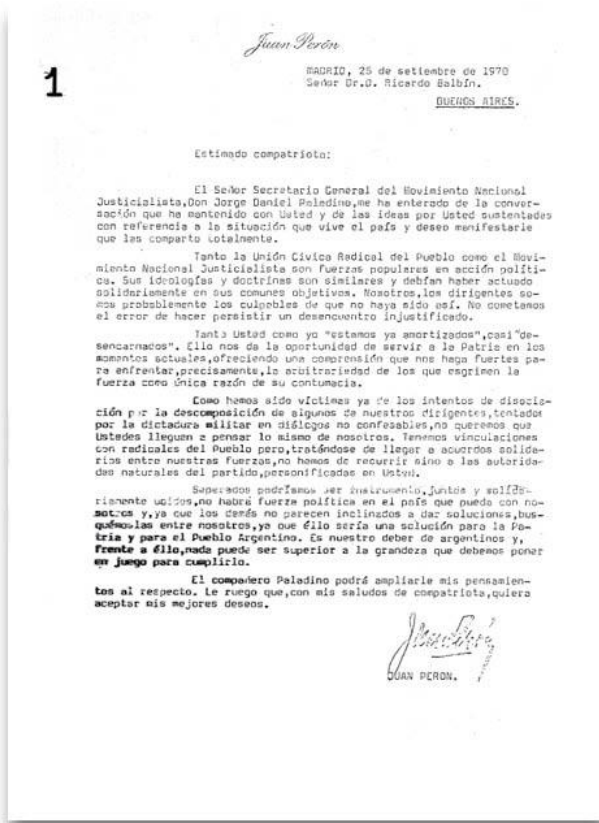 Juan Perón
1
MADRID, 25 de setiembre de 1970
Señor Dr.D. Ricardo Balbín.
BUENOS AIRES.
Estimado compatriota:
El Señor Secretario General del Movimiento Nacional
Justicialista,Don Jorge Daniel Paladino,me ha enterado de la conver-
sación que ha mantenido con Usted y de las ideas por Usted sustentadas
con referencia a la situación que vive el país y deseo manifestarle
que las comparto totalmente.
Tanto la Unión Cívica Radical del Pueblo como el Movi-
miento Nacional Justicialista son fuerzas populares en acción políti-
ca. Sus ideologías y doctrinas son similares y debían haber actuado
solidariamente en sus comunes objetivos. Nosotros,los dirigentes so-
mos probablemente los culpables de que no haya sido así. No cometamos
el error de hacer persistir un desencuentro injustificado.
Tanto Usted como yo "estamos ya amortizados",casi "de-
sencarnados". Ello nos da la oportunidad de servir a la Patria en los
momentos actuales,ofreciendo una comprensión que nos haga fuertes pa-
ra enfrentar,precisamente,la arbitrariedad de los que esgrimen la
fuerza como única razón de su contumacia.
Como hemos sido víctimas ya de los intentos de disocia-
ción por la descomposición de algunos de nuestros dirigentes,tentados
por la dictadura militar en diálogos no confesables,no queremos que
Ustedes lleguen a pensar lo mismo de nosotros. Tenemos vinculaciones
con radicales del Pueblo pero,tratándose de llegar a acuerdos solida-
rios entre nuestras fuerzas,no hemos de recurrir sino a las autorida-
des naturales del partido,personificadas en Usted.
Superados podríamos ser instrumento,juntos y solida-
riamente unidos,no habrá fuerza política en el país que pueda con no-
sotros y,ya que los demás no parecen inclinados a dar soluciones,bus-
quémoslas entre nosotros,ya que éllo sería una solución para la Pa-
tria y para el Pueblo Argentino. Es nuestro deber de argentinos y,
frente a éllo,nada puede ser superior a la grandeza que debemos poner
en juego para cumplirlo.
El compañero Paladino podrá ampliarle mis pensamien-
tos al respecto. Le ruego que,con mis saludos de compatriota,quiera
aceptar mis mejores deseos.
JUAN PERON.